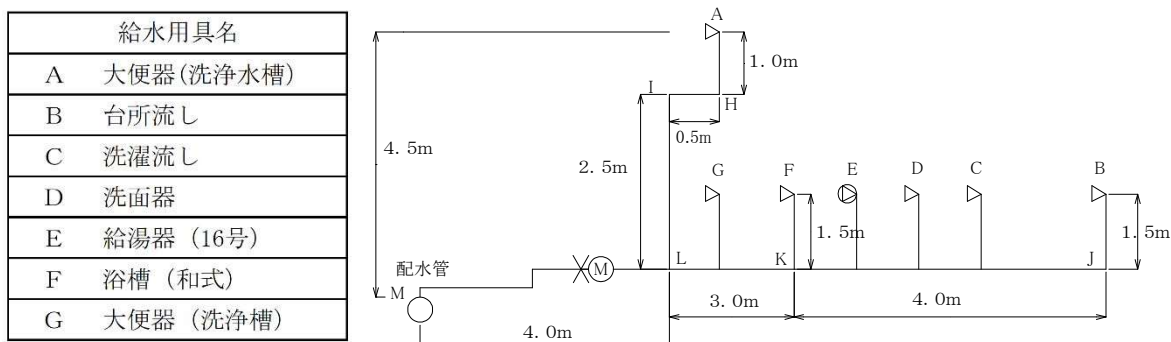 給水用具名
A 大便器(洗浄水槽)
B 台所流し
C 洗濯流し
D 洗面器
E 給湯器（16号）
F 浴槽（和式）
G 大便器（洗浄槽）
A
1.0m
I
H
0.5m
4.5m
2.5m
G
F
E
D
C
B
1.5m
1.5m
配水管
M
M
L
K
J
3.0m
4.0m
4.0m